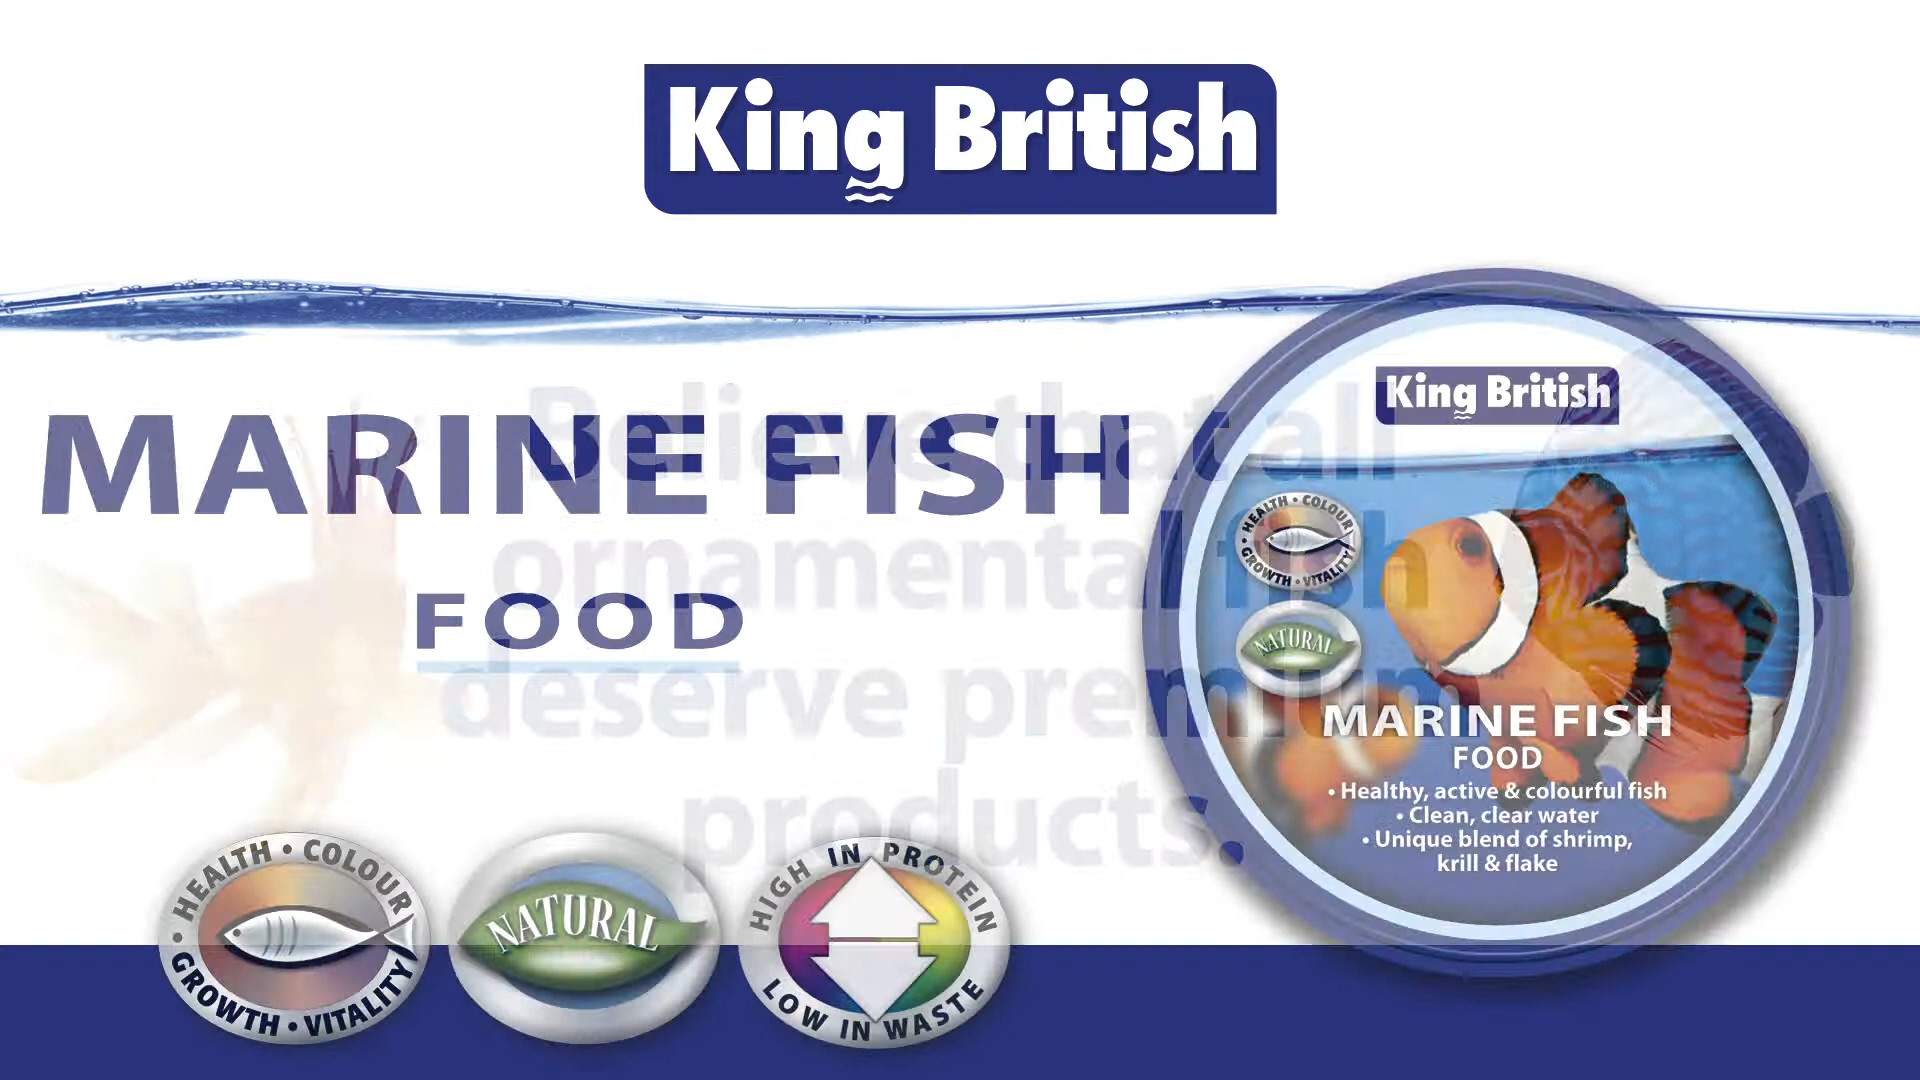 King British
MARINE FISH
FOOD
Believe that all
ornamental fish
deserve premium
products.
King British
HEALTH • COLOUR
• GROWTH • VITALITY
NATURAL
MARINE FISH
FOOD
• Healthy, active & colourful fish
• Clean, clear water
• Unique blend of shrimp,
krill & flake
HEALTH • COLOUR
• GROWTH • VITALITY
NATURAL
HIGH IN PROTEIN
LOW IN WASTE